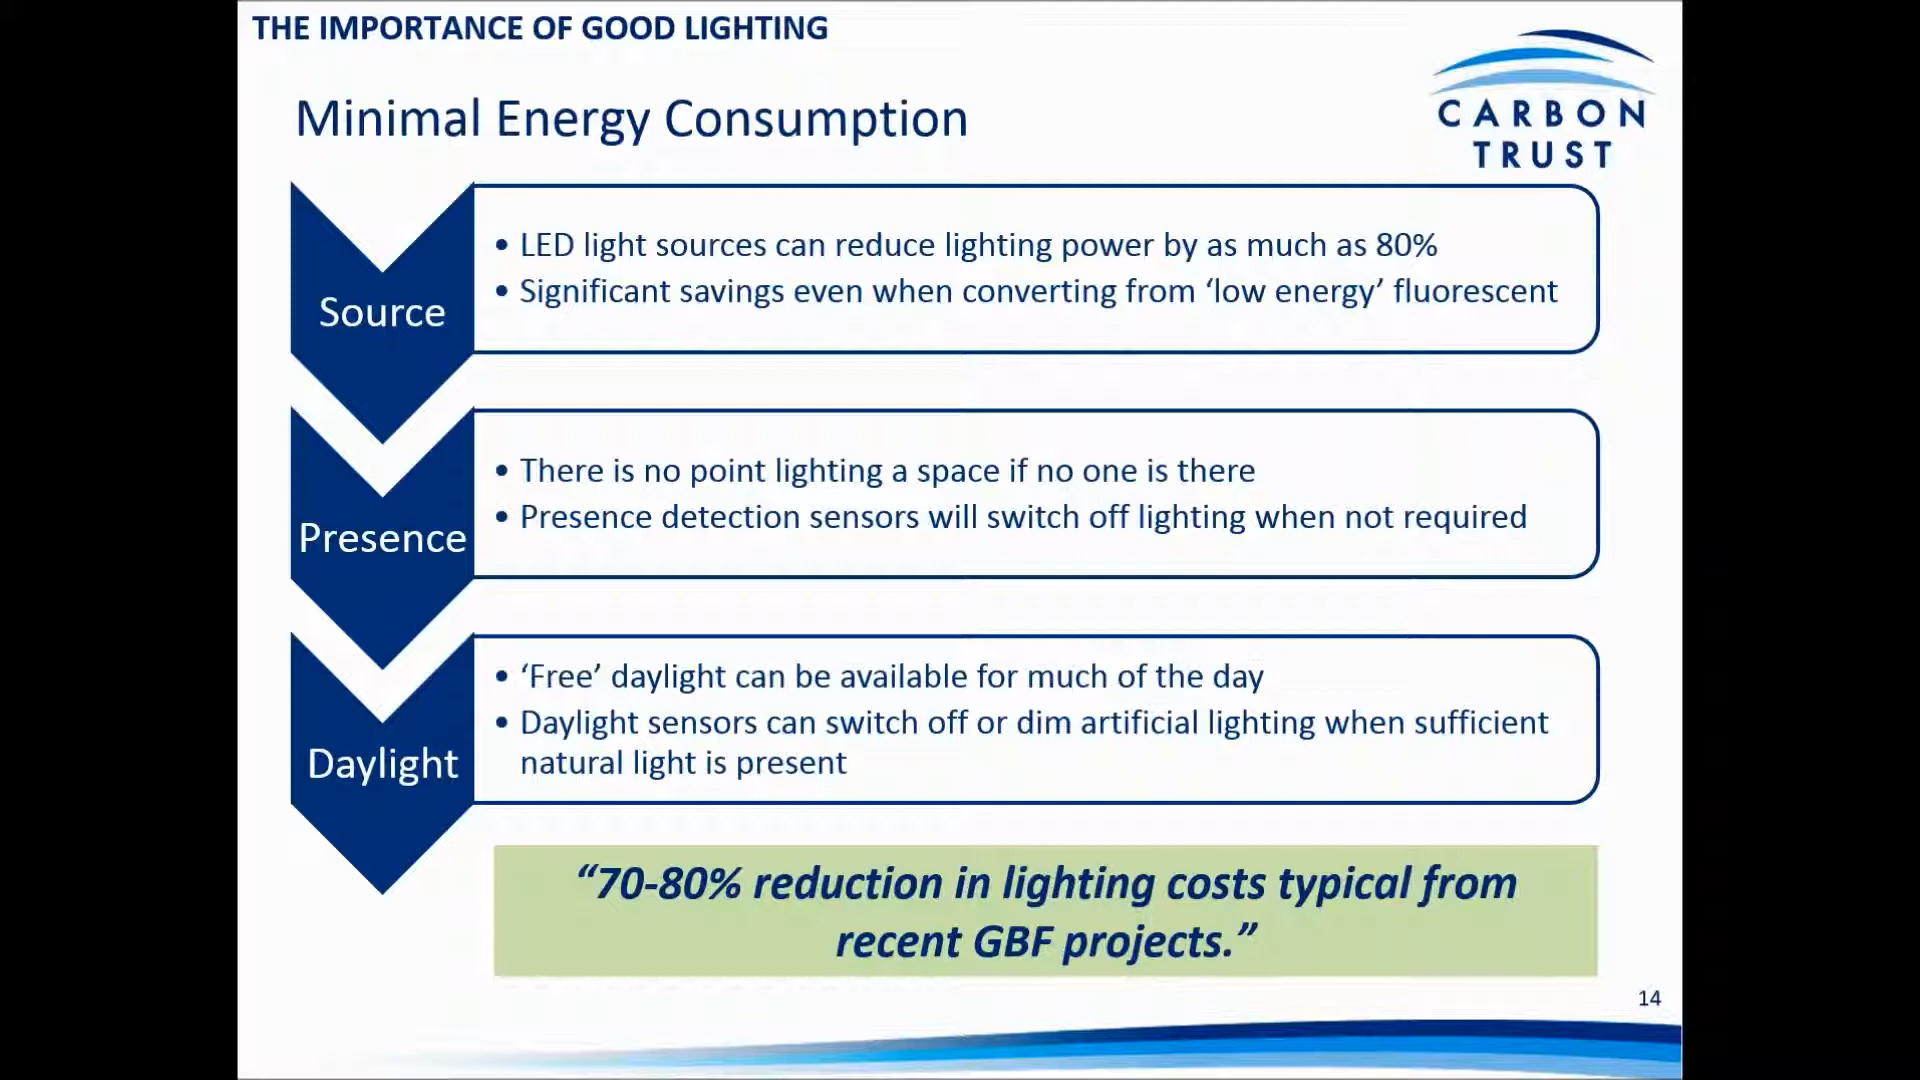 THE IMPORTANCE OF GOOD LIGHTING
CARBON
TRUST
Minimal Energy Consumption
Source
• LED light sources can reduce lighting power by as much as 80%
• Significant savings even when converting from ‘low energy’ fluorescent
Presence
• There is no point lighting a space if no one is there
• Presence detection sensors will switch off lighting when not required
Daylight
• ‘Free’ daylight can be available for much of the day
• Daylight sensors can switch off or dim artificial lighting when sufficient
natural light is present
“70-80% reduction in lighting costs typical from
recent GBF projects.”
14